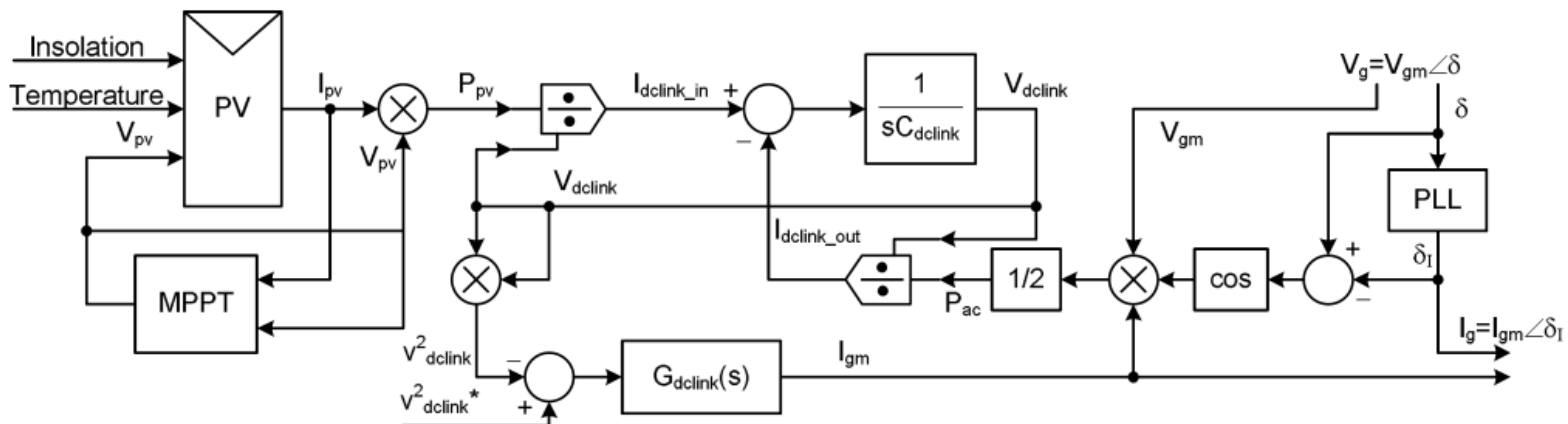 Insolation
Temperature
V_pv
PV
I_pv
V_pv
MPPT
P_pv
I_dclink_in
+
−
1
sC_dclink
V_dclink
V_dclink
I_dclink_out
V_g=V_gm∠δ
V_gm
δ
PLL
δ_I
+
−
cos
1/2
P_ac
I_g=I_gm∠δ_I
v²_dclink
−
v²_dclink*
+
G_dclink(s)
I_gm